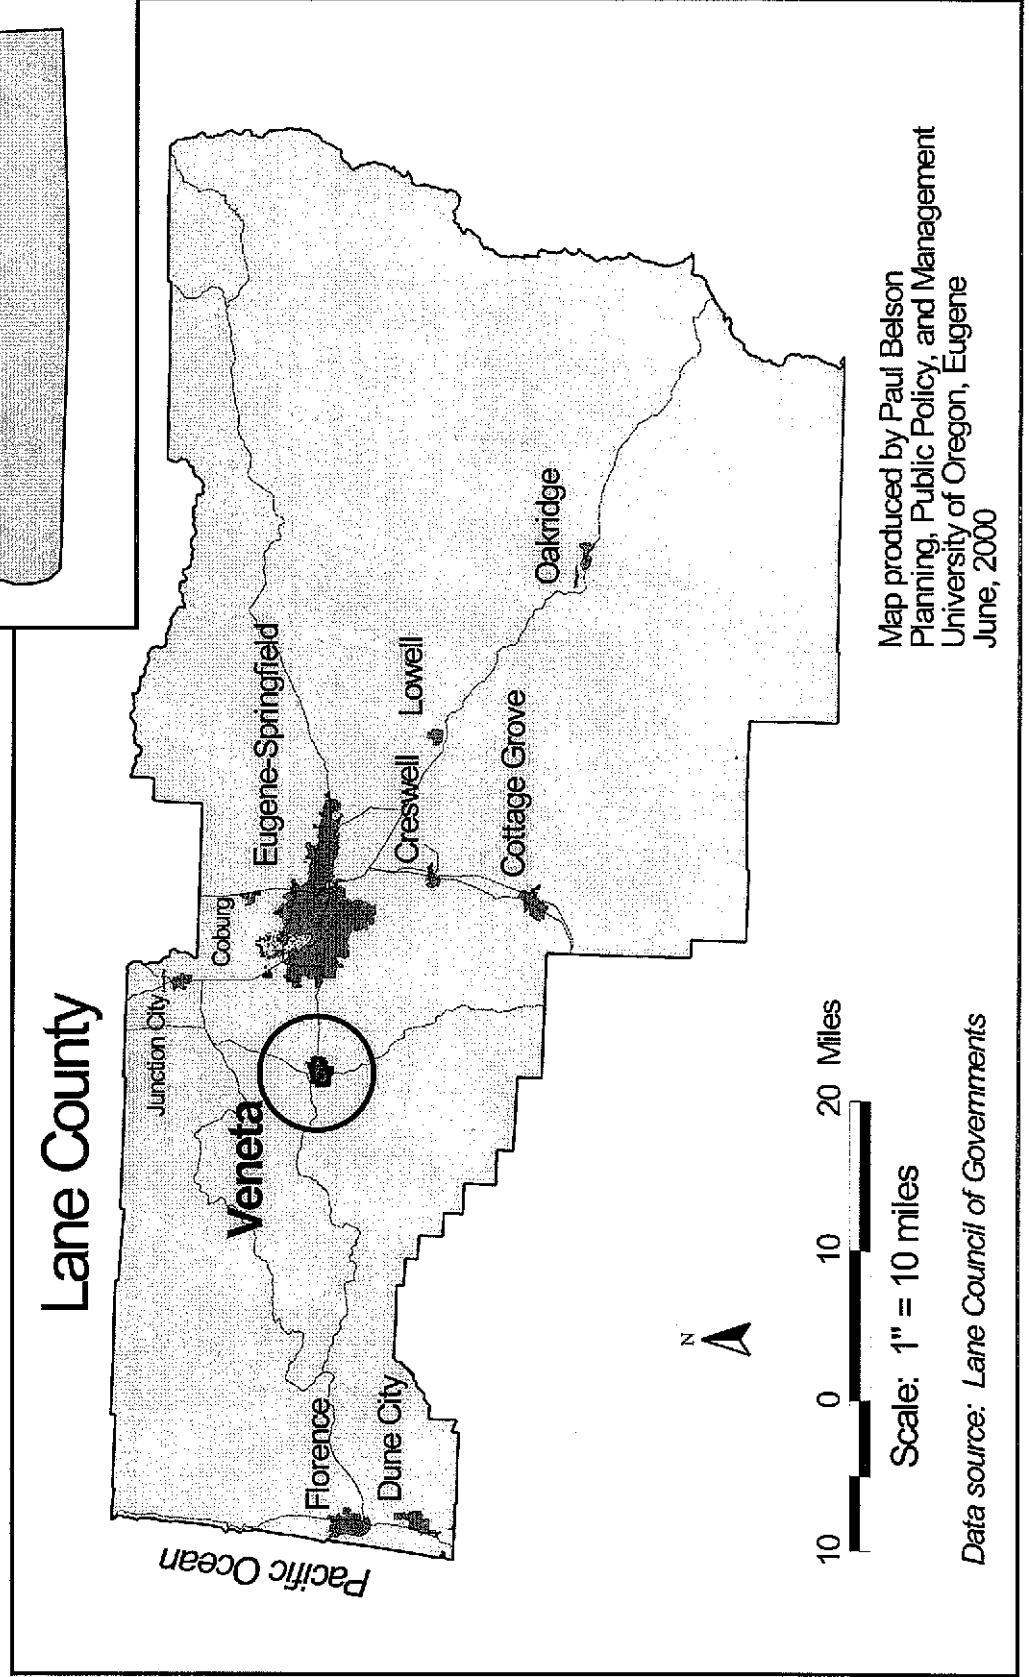 Lane County
Junction City
Coburg
Eugene-Springfield
Veneta
Florence
Dune City
Pacific Ocean
Creswell
Lowell
Cottage Grove
Oakridge
N
10 0 10 20 Miles
Scale: 1" = 10 miles
Data source: Lane Council of Governments
Map produced by Paul Belson
Planning, Public Policy, and Management
University of Oregon, Eugene
June, 2000